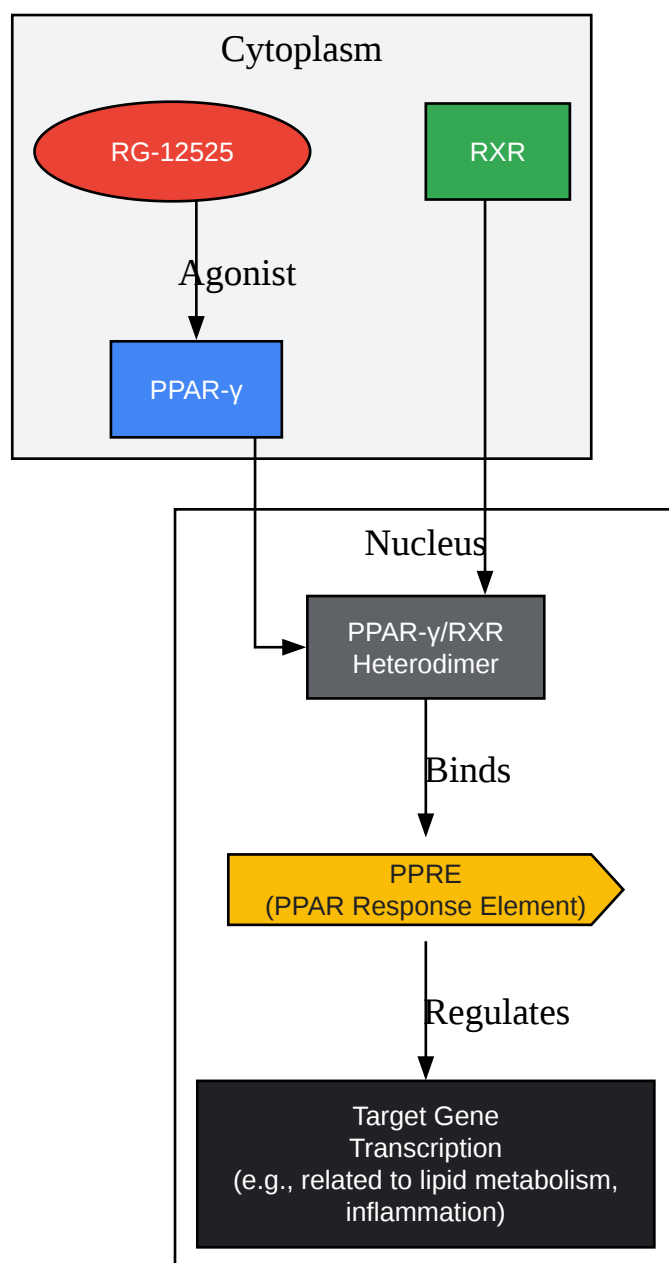 Cytoplasm
RG-12525
RXR
Agonist
PPAR-γ
Nucleus
PPAR-γ/RXR
Heterodimer
Binds
PPRE
(PPAR Response Element)
Regulates
Target Gene
Transcription
(e.g., related to lipid metabolism,
inflammation)